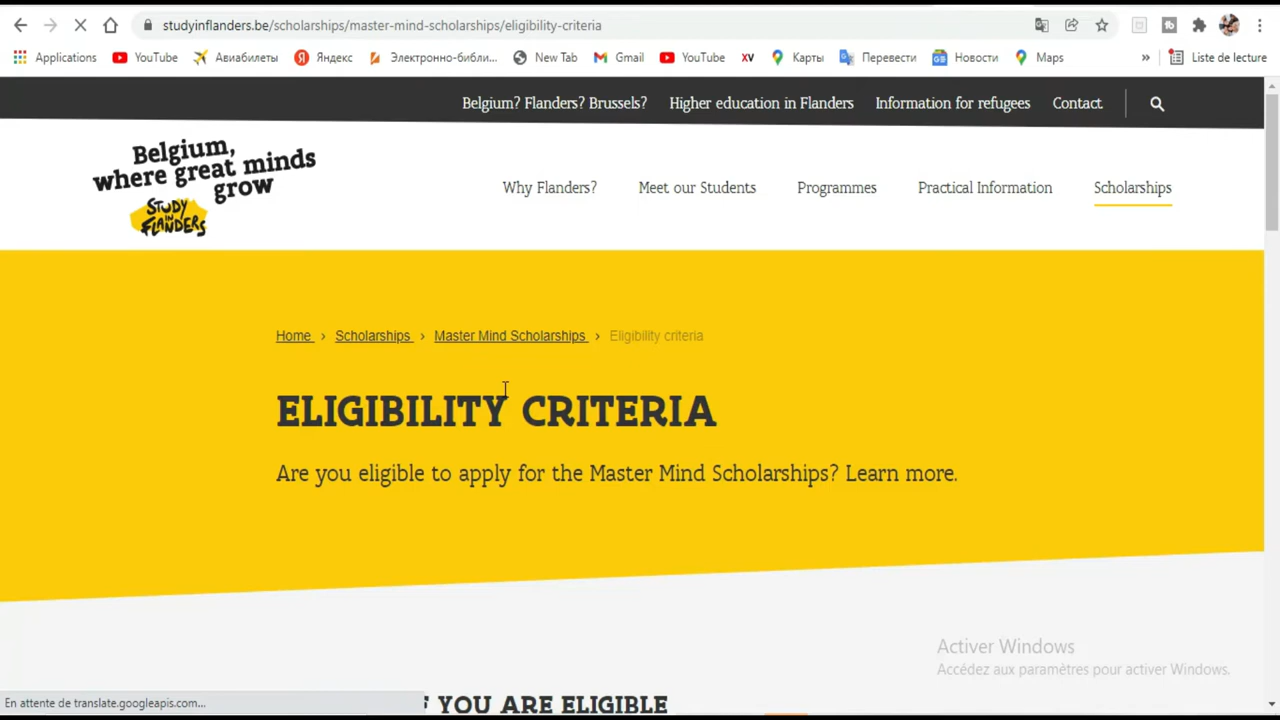 studyinflanders.be/scholarships/master-mind-scholarships/eligibility-criteria
Applications YouTube Авиабилеты Яндекс Электронно-библи... New Tab Gmail YouTube XV Карты Перевести Новости Maps » Liste de lecture
Belgium? Flanders? Brussels? Higher education in Flanders Information for refugees Contact
Belgium,
where great minds
grow
STUDY
IN
FLANDERS
Why Flanders? Meet our Students Programmes Practical Information Scholarships
Home › Scholarships › Master Mind Scholarships › Eligibility criteria
ELIGIBILITY CRITERIA
Are you eligible to apply for the Master Mind Scholarships? Learn more.
Activer Windows
Accédez aux paramètres pour activer Windows.
En attente de translate.googleapis.com...
YOU ARE ELIGIBLE